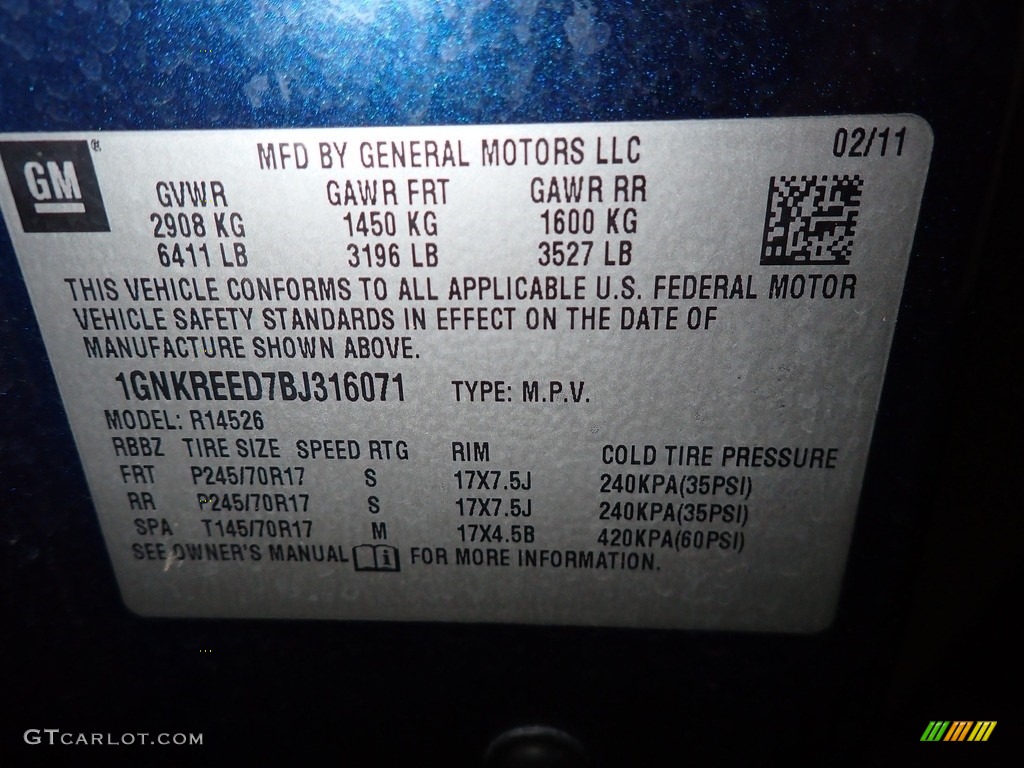 GM ®
MFD BY GENERAL MOTORS LLC 02/11
GVWR GAWR FRT GAWR RR
2908 KG 1450 KG 1600 KG
6411 LB 3196 LB 3527 LB
THIS VEHICLE CONFORMS TO ALL APPLICABLE U.S. FEDERAL MOTOR
VEHICLE SAFETY STANDARDS IN EFFECT ON THE DATE OF
MANUFACTURE SHOWN ABOVE.
1GNKREED7BJ316071 TYPE: M.P.V.
MODEL: R14526
RBBZ TIRE SIZE SPEED RTG RIM COLD TIRE PRESSURE
FRT P245/70R17 S 17X7.5J 240KPA(35PSI)
RR P245/70R17 S 17X7.5J 240KPA(35PSI)
SPA T145/70R17 M 17X4.5B 420KPA(60PSI)
SEE OWNER'S MANUAL FOR MORE INFORMATION.
GTCARLOT.COM